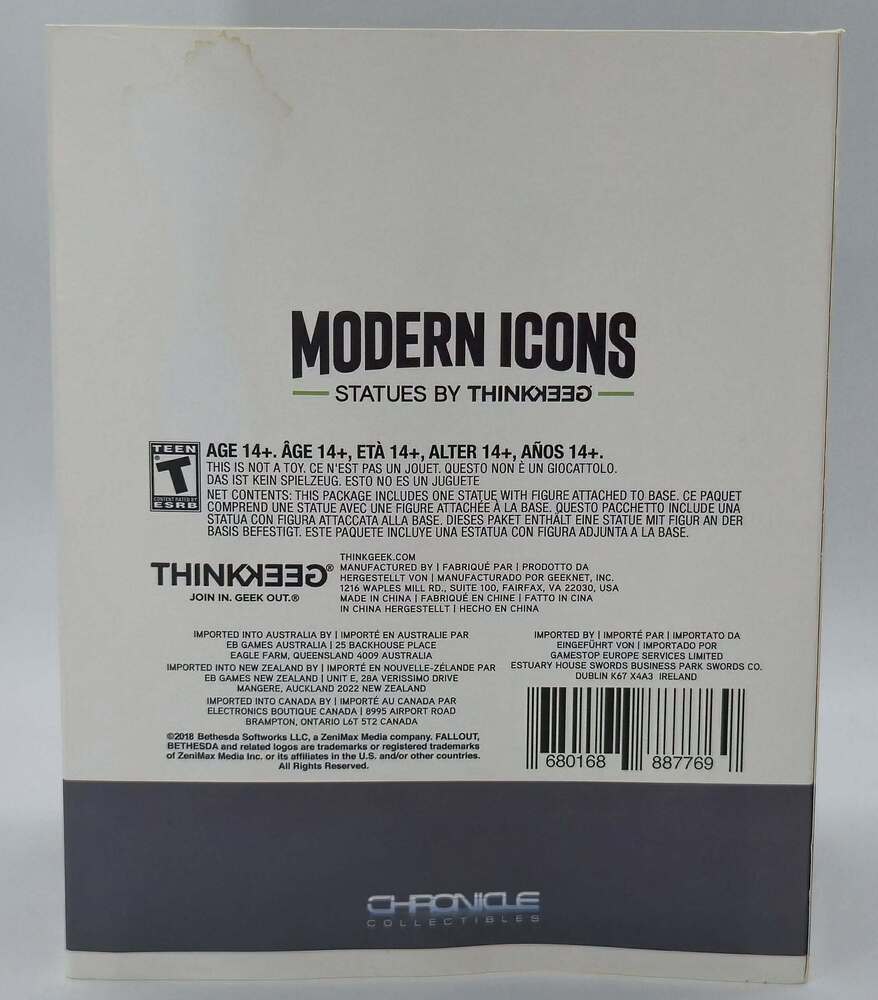 MODERN ICONS
STATUES BY THINKGEEK
TEEN
T
CONTENT RATED BY
ESRB
AGE 14+. ÂGE 14+, ETÀ 14+, ALTER 14+, AÑOS 14+.
THIS IS NOT A TOY. CE N'EST PAS UN JOUET. QUESTO NON È UN GIOCATTOLO.
DAS IST KEIN SPIELZEUG. ESTO NO ES UN JUGUETE
NET CONTENTS: THIS PACKAGE INCLUDES ONE STATUE WITH FIGURE ATTACHED TO BASE. CE PAQUET
COMPREND UNE STATUE AVEC UNE FIGURE ATTACHÉE À LA BASE. QUESTO PACCHETTO INCLUDE UNA
STATUA CON FIGURA ATTACCATA ALLA BASE. DIESES PAKET ENTHÄLT EINE STATUE MIT FIGUR AN DER
BASIS BEFESTIGT. ESTE PAQUETE INCLUYE UNA ESTATUA CON FIGURA ADJUNTA A LA BASE.
THINKGEEK®
JOIN IN. GEEK OUT.®
THINKGEEK.COM
MANUFACTURED BY | FABRIQUÉ PAR | PRODOTTO DA
HERGESTELLT VON | MANUFACTURADO POR GEEKNET, INC.
1216 WAPLES MILL RD., SUITE 100, FAIRFAX, VA 22030, USA
MADE IN CHINA | FABRIQUÉ EN CHINE | FATTO IN CINA
IN CHINA HERGESTELLT | HECHO EN CHINA
IMPORTED INTO AUSTRALIA BY | IMPORTÉ EN AUSTRALIE PAR
EB GAMES AUSTRALIA | 25 BACKHOUSE PLACE
EAGLE FARM, QUEENSLAND 4009 AUSTRALIA
IMPORTED INTO NEW ZEALAND BY | IMPORTÉ EN NOUVELLE-ZÉLANDE PAR
EB GAMES NEW ZEALAND | UNIT E, 28A VERISSIMO DRIVE
MANGERE, AUCKLAND 2022 NEW ZEALAND
IMPORTED INTO CANADA BY | IMPORTÉ AU CANADA PAR
ELECTRONICS BOUTIQUE CANADA | 8995 AIRPORT ROAD
BRAMPTON, ONTARIO L6T 5T2 CANADA
©2018 Bethesda Softworks LLC, a ZeniMax Media company. FALLOUT,
BETHESDA and related logos are trademarks or registered trademarks
of ZeniMax Media Inc. or its affiliates in the U.S. and/or other countries.
All Rights Reserved.
IMPORTED BY | IMPORTÉ PAR | IMPORTATO DA
EINGEFÜHRT VON | IMPORTADO POR
GAMESTOP EUROPE SERVICES LIMITED
ESTUARY HOUSE SWORDS BUSINESS PARK SWORDS CO.
DUBLIN K67 X4A3 IRELAND
680168 887769
CHRONICLE
COLLECTIBLES